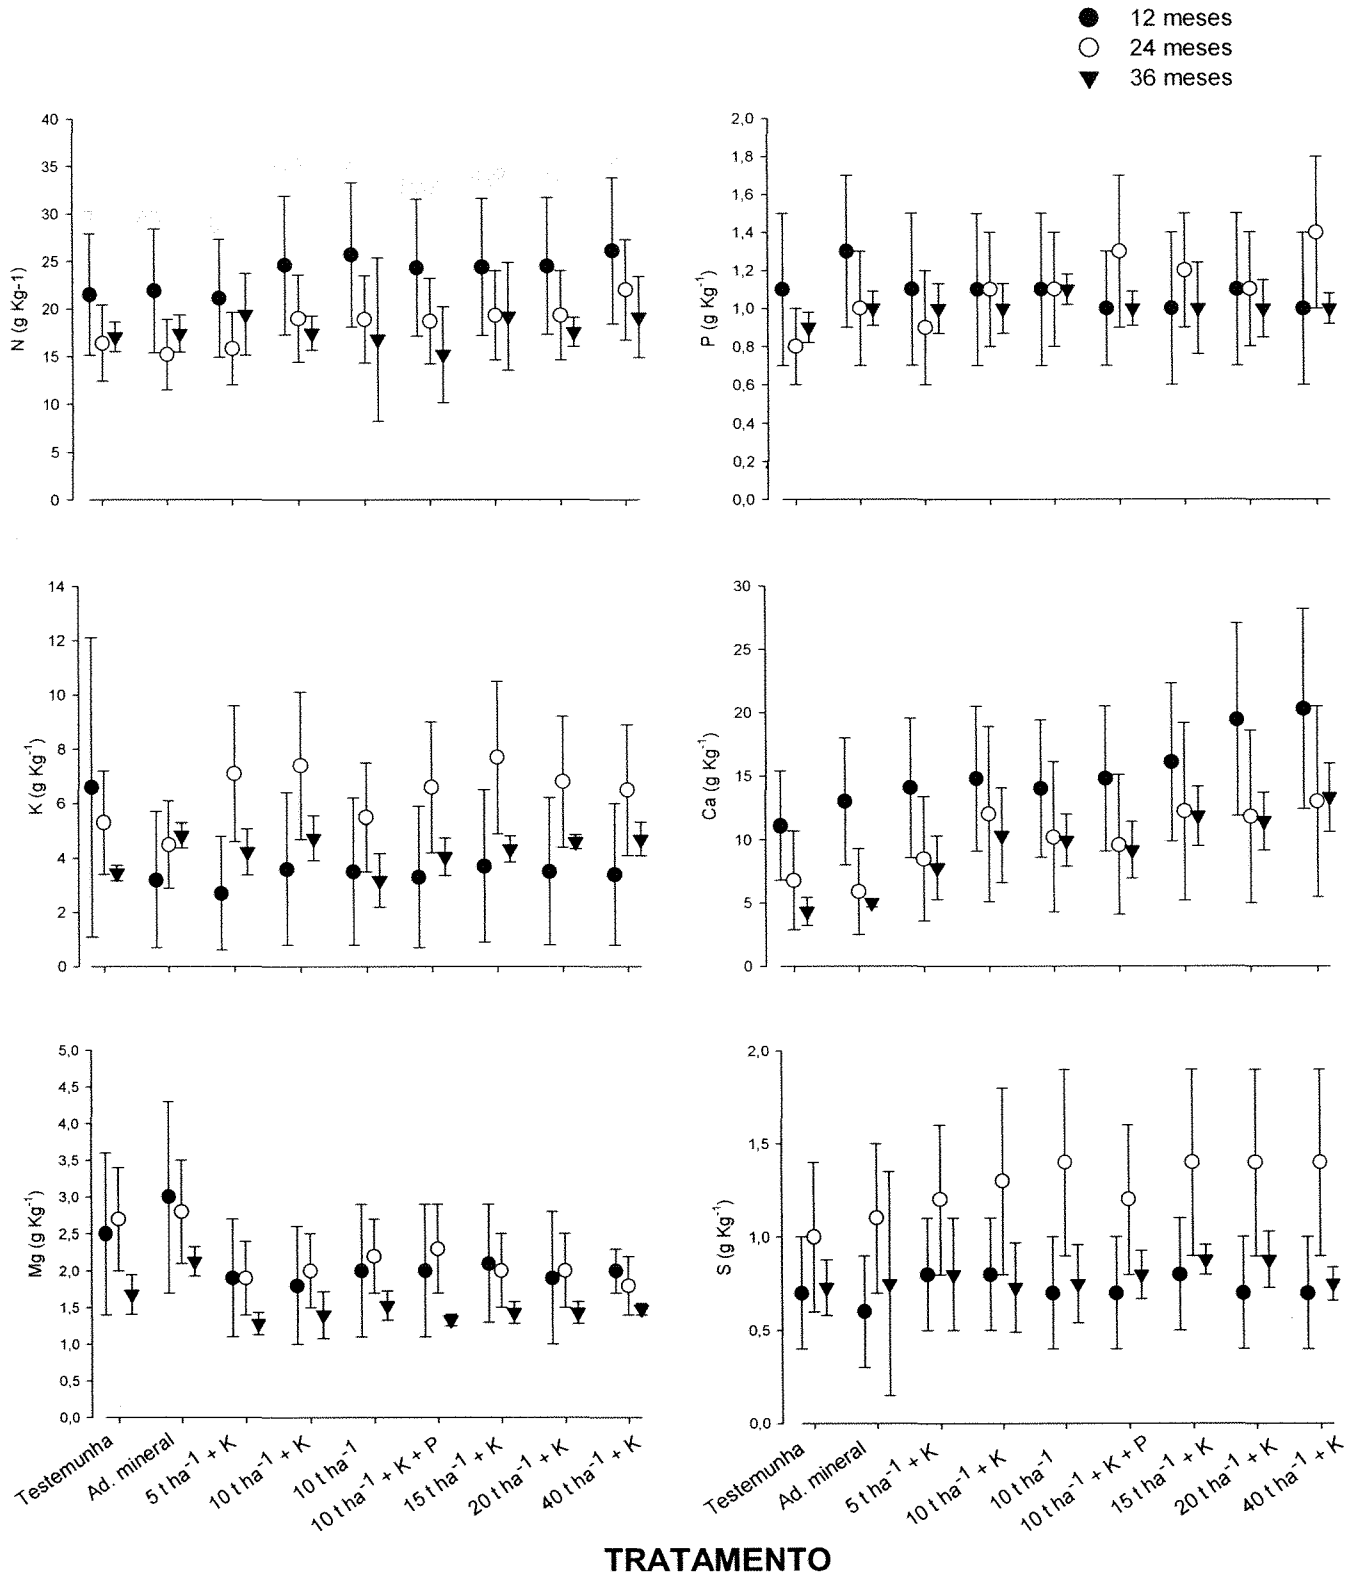 12 meses
24 meses
36 meses
N (g Kg-1)
40
35
30
25
20
15
10
5
0
P (g Kg⁻¹)
2,0
1,8
1,6
1,4
1,2
1,0
0,8
0,6
0,4
0,2
0,0
K (g Kg⁻¹)
14
12
10
8
6
4
2
0
Ca (g Kg⁻¹)
30
25
20
15
10
5
0
Mg (g Kg⁻¹)
5,0
4,5
4,0
3,5
3,0
2,5
2,0
1,5
1,0
0,5
0,0
Testemunha
Ad. mineral
5 t ha⁻¹ + K
10 t ha⁻¹ + K
10 t ha⁻¹
10 t ha⁻¹ + K + P
15 t ha⁻¹ + K
20 t ha⁻¹ + K
40 t ha⁻¹ + K
S (g Kg⁻¹)
2,0
1,5
1,0
0,5
0,0
Testemunha
Ad. mineral
5 t ha⁻¹ + K
10 t ha⁻¹ + K
10 t ha⁻¹
10 t ha⁻¹ + K + P
15 t ha⁻¹ + K
20 t ha⁻¹ + K
40 t ha⁻¹ + K
TRATAMENTO